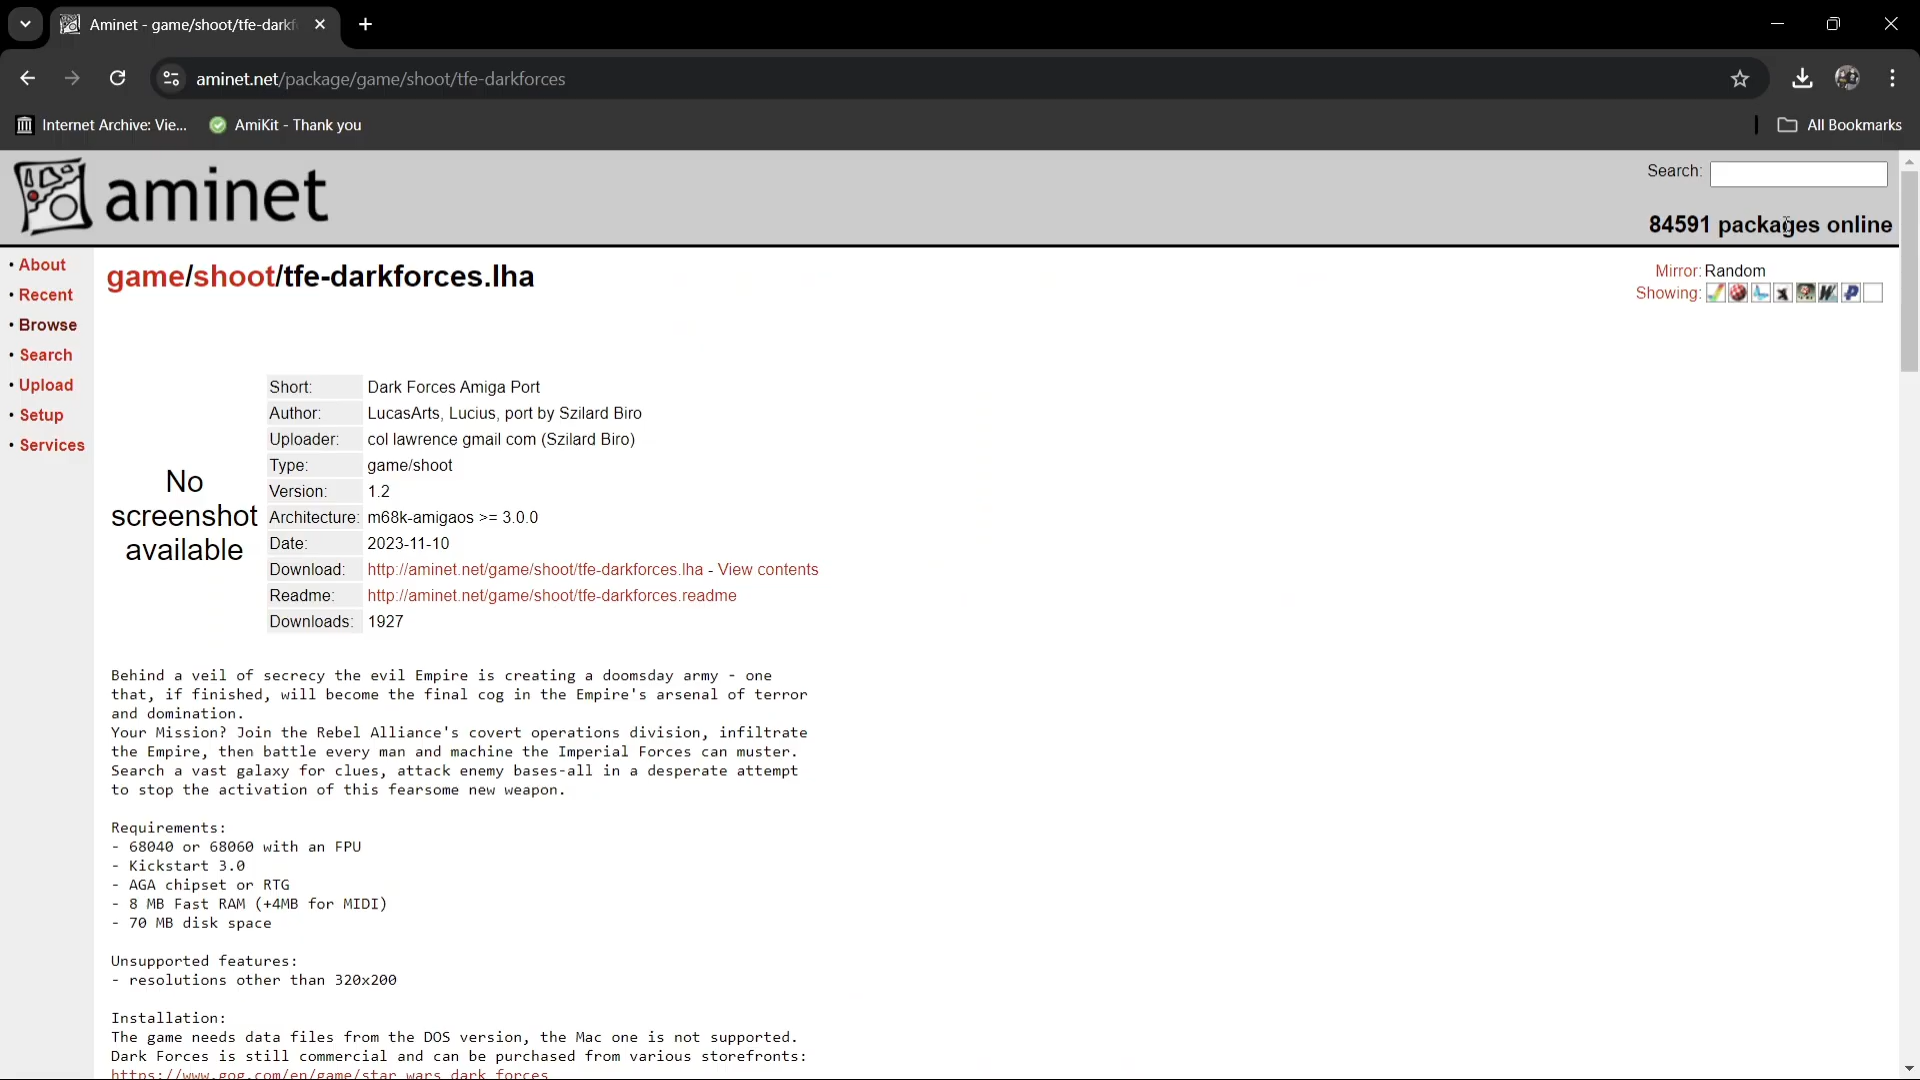 Aminet - game/shoot/tfe-darkf
aminet.net/package/game/shoot/tfe-darkforces
Internet Archive: Vie...
AmiKit - Thank you
All Bookmarks
aminet
Search:
84591 packages online
• About
• Recent
• Browse
• Search
• Upload
• Setup
• Services
game/shoot/tfe-darkforces.lha
Mirror: Random
Showing:
No
screenshot
available
Short: Dark Forces Amiga Port
Author: LucasArts, Lucius, port by Szilard Biro
Uploader: col lawrence gmail com (Szilard Biro)
Type: game/shoot
Version: 1.2
Architecture: m68k-amigaos >= 3.0.0
Date: 2023-11-10
Download: http://aminet.net/game/shoot/tfe-darkforces.lha - View contents
Readme: http://aminet.net/game/shoot/tfe-darkforces.readme
Downloads: 1927
Behind a veil of secrecy the evil Empire is creating a doomsday army - one
that, if finished, will become the final cog in the Empire's arsenal of terror
and domination.
Your Mission? Join the Rebel Alliance's covert operations division, infiltrate
the Empire, then battle every man and machine the Imperial Forces can muster.
Search a vast galaxy for clues, attack enemy bases-all in a desperate attempt
to stop the activation of this fearsome new weapon.
Requirements:
- 68040 or 68060 with an FPU
- Kickstart 3.0
- AGA chipset or RTG
- 8 MB Fast RAM (+4MB for MIDI)
- 70 MB disk space
Unsupported features:
- resolutions other than 320x200
Installation:
The game needs data files from the DOS version, the Mac one is not supported.
Dark Forces is still commercial and can be purchased from various storefronts:
https://www.gog.com/en/game/star_wars_dark_forces